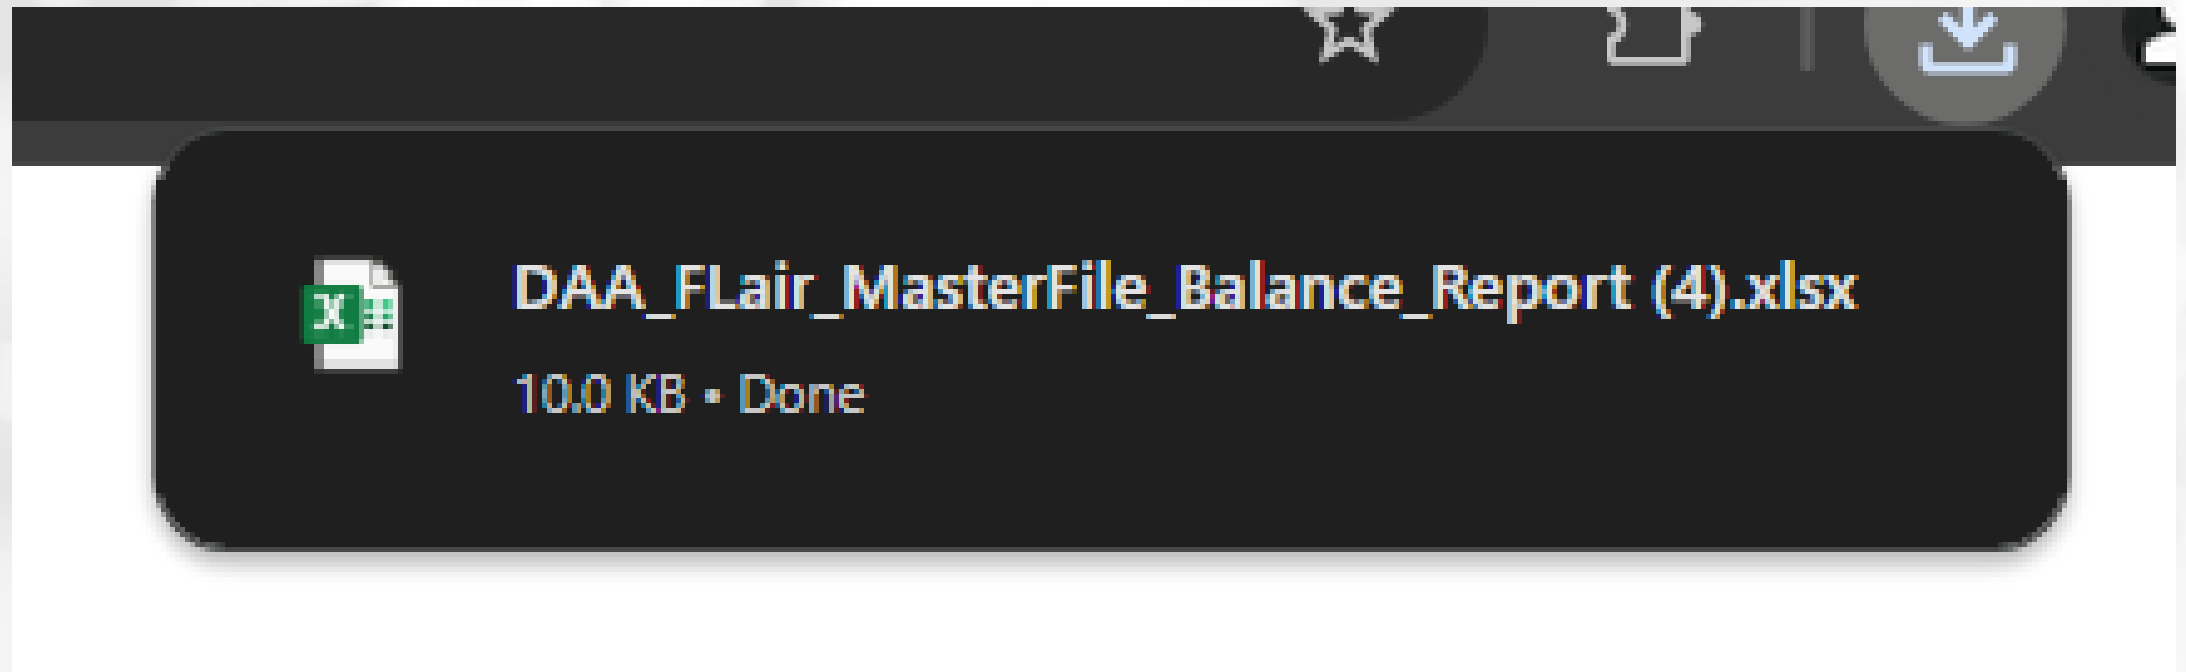 DAA_FLair_MasterFile_Balance_Report (4).xlsx
10.0 KB • Done